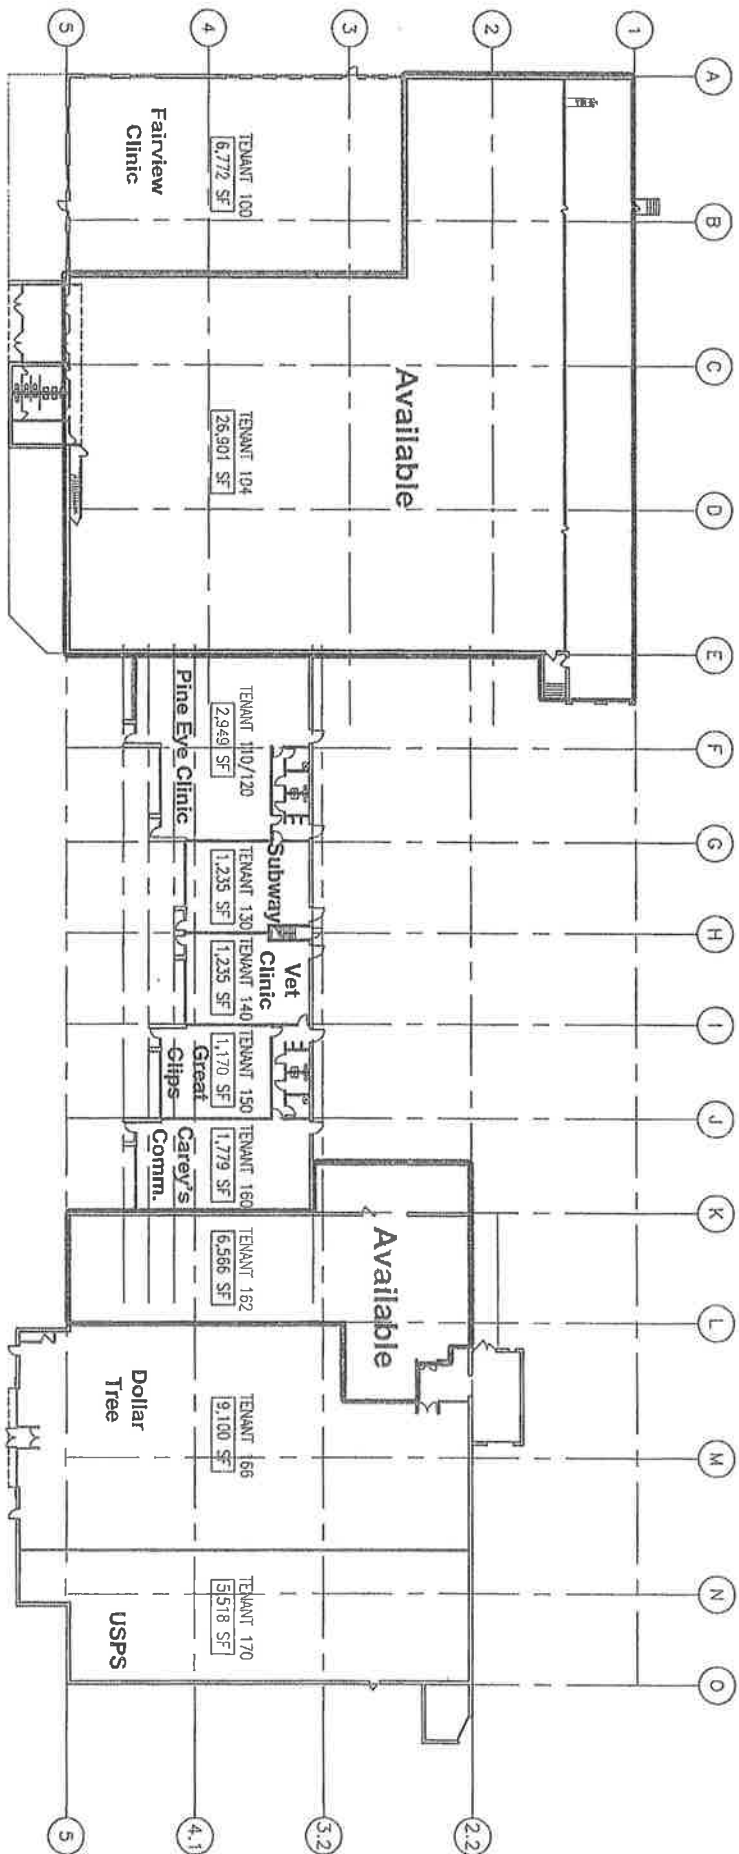 1
2
3
4
5
A
B
C
D
E
F
G
H
I
J
K
L
M
N
O
TENANT 100
6,772 SF
Fairview
Clinic
Available
TENANT 104
26,901 SF
TENANT 110/120
2,949 SF
Pine Eye Clinic
Subway
TENANT 130
1,235 SF
Vet
Clinic
TENANT 140
1,235 SF
TENANT 150
1,170 SF
Great
Clips
TENANT 160
1,779 SF
Carey's
Comm.
Available
TENANT 162
6,566 SF
TENANT 166
9,100 SF
Dollar
Tree
TENANT 170
5,518 SF
USPS
2.2
3.2
4.1
5